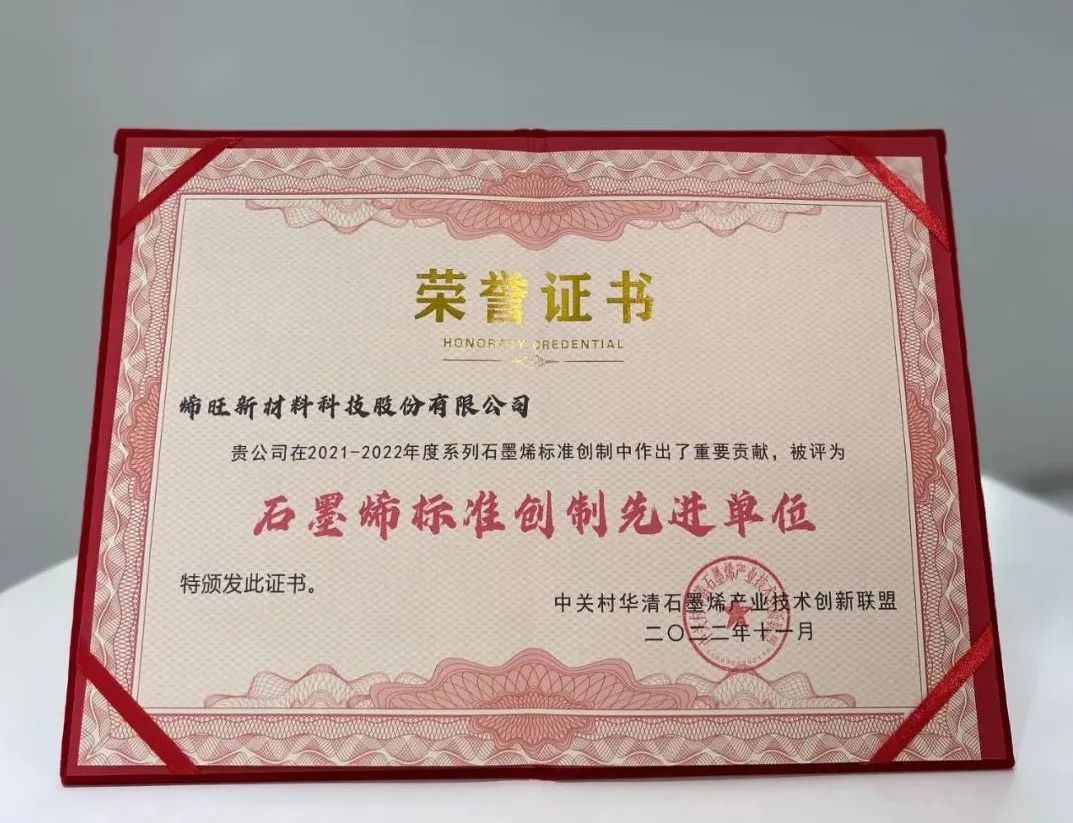 荣誉证书
HONORARY CREDENTIAL
烯旺新材料科技股份有限公司
贵公司在2021-2022年度系列石墨烯标准创制中作出了重要贡献，被评为
石墨烯标准创制先进单位
特颁发此证书。
中关村华清石墨烯产业技术创新联盟
二〇二二年十一月